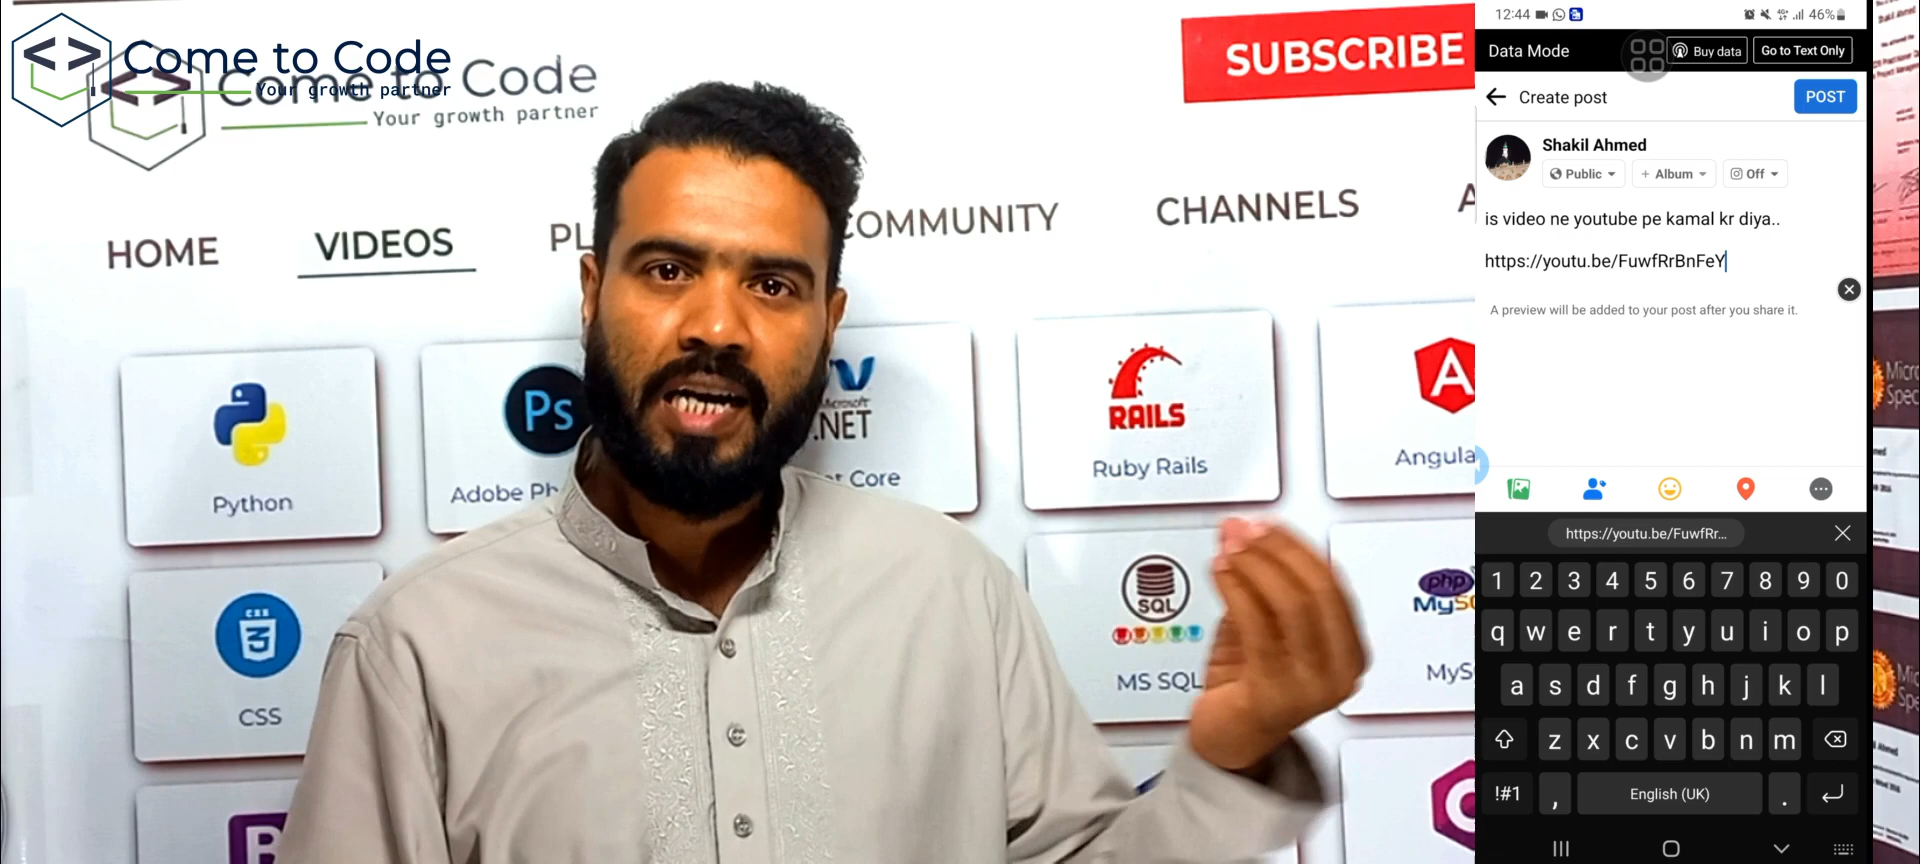 Come to Code
Your growth partner
Come to Code
Your growth partner
SUBSCRIBE
HOME
VIDEOS
COMMUNITY
CHANNELS
Python
Ps
Microsoft
.NET
Core
RAILS
Ruby Rails
CSS
3
CSS
SQL
MS SQL
php
12:44
46%
Data Mode
Buy data
Go to Text Only
Create post
POST
Shakil Ahmed
Public
+ Album
Off
is video ne youtube pe kamal kr diya..
https://youtu.be/FuwfRrBnFeY
A preview will be added to your post after you share it.
https://youtu.be/FuwfRr...
1 2 3 4 5 6 7 8 9 0
q w e r t y u i o p
a s d f g h j k l
z x c v b n m
!#1 , English (UK) .